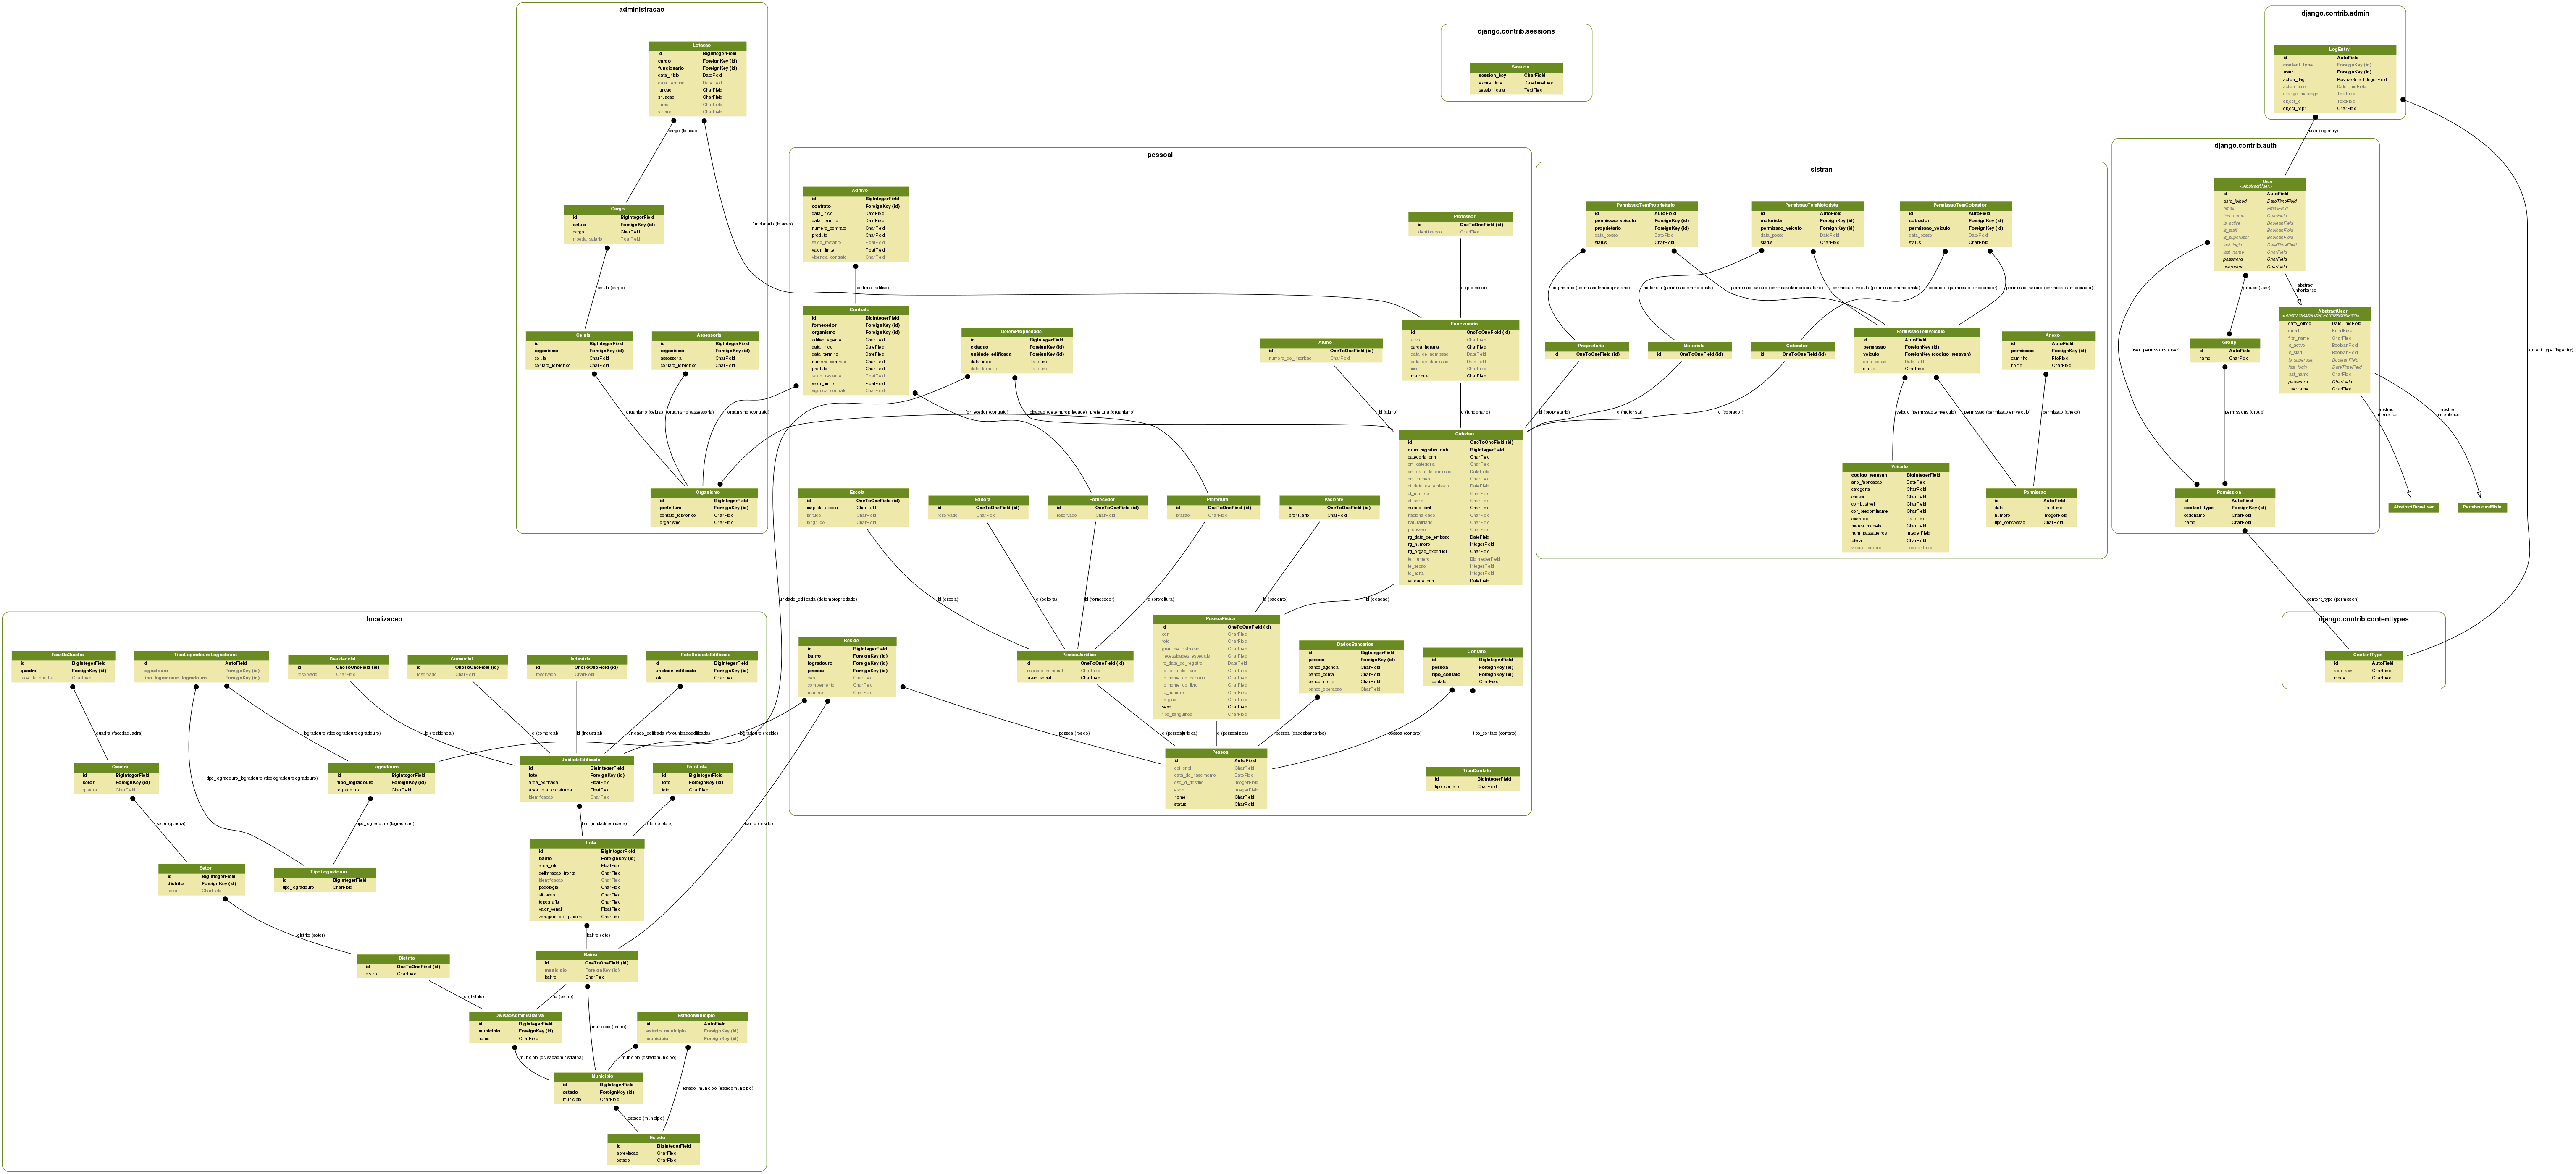 administracao
Lotacao
id BigIntegerField
cargo ForeignKey (id)
funcionario ForeignKey (id)
data_inicio DateField
data_termino DateField
funcao CharField
situacao CharField
turno CharField
vinculo CharField
cargo (lotacao)
funcionario (lotacao)
Cargo
id BigIntegerField
celula ForeignKey (id)
cargo CharField
FloatField
celula (cargo)
Celula
id BigIntegerField
organismo ForeignKey (id)
celula CharField
contato_telefonico CharField
Assessoria
id BigIntegerField
organismo ForeignKey (id)
assessoria CharField
contato_telefonico CharField
organismo (celula)
organismo (assessoria)
organismo (contrato)
Organismo
id BigIntegerField
prefeitura ForeignKey (id)
contato_telefonico CharField
organismo CharField
django.contrib.sessions
Session
session_key CharField
expire_date DateTimeField
session_data TextField
django.contrib.admin
LogEntry
id AutoField
content_type ForeignKey (id)
user ForeignKey (id)
action_flag PositiveSmallIntegerField
action_time DateTimeField
change_message TextField
object_id TextField
object_repr CharField
user (logentry)
content_type (logentry)
pessoal
Aditivo
id BigIntegerField
contrato ForeignKey (id)
data_inicio DateField
data_termino DateField
numero_contrato CharField
produto CharField
saldo_restante FloatField
valor_limite FloatField
vigencia_contrato CharField
contrato (aditivo)
Contrato
id BigIntegerField
fornecedor ForeignKey (id)
organismo ForeignKey (id)
aditivo_vigente CharField
data_inicio DateField
data_termino DateField
numero_contrato CharField
produto CharField
saldo_restante FloatField
valor_limite FloatField
vigencia_contrato CharField
DetemPropriedade
id BigIntegerField
cidadao ForeignKey (id)
unidade_edificada ForeignKey (id)
data_inicio DateField
data_termino DateField
Professor
id OneToOneField (id)
identificacao CharField
id (professor)
Aluno
id OneToOneField (id)
numero_de_inscricao CharField
Funcionario
id OneToOneField (id)
ativo CharField
carga_horaria CharField
data_de_admissao DateField
data_de_demissao DateField
inss CharField
matricula CharField
fornecedor (contrato)
cidadao (detempropriedade)
prefeitura (organismo)
id (aluno)
id (funcionario)
Cidadao
id OneToOneField (id)
num_registro_cnh BigIntegerField
categoria_cnh CharField
cm_categoria CharField
cm_data_de_emissao DateField
cm_numero CharField
ct_data_de_emissao DateField
ct_numero CharField
ct_serie CharField
estado_civil CharField
nacionalidade CharField
naturalidade CharField
profissao CharField
rg_data_de_emissao DateField
rg_numero IntegerField
rg_orgao_expeditor CharField
te_numero BigIntegerField
te_secao IntegerField
te_zona IntegerField
validade_cnh DateField
Escola
id OneToOneField (id)
inep_da_escola CharField
latitude CharField
longitude CharField
Editora
id OneToOneField (id)
reservado CharField
Fornecedor
id OneToOneField (id)
reservado CharField
Prefeitura
id OneToOneField (id)
brasao CharField
Paciente
id OneToOneField (id)
prontuario CharField
unidade_edificada (detempropriedade)
id (escola)
id (editora)
id (fornecedor)
id (prefeitura)
id (paciente)
id (cidadao)
Reside
id BigIntegerField
bairro ForeignKey (id)
logradouro ForeignKey (id)
pessoa ForeignKey (id)
cep CharField
complemento CharField
numero CharField
PessoaJuridica
id OneToOneField (id)
inscricao_estadual CharField
razao_social CharField
PessoaFisica
id OneToOneField (id)
cor CharField
foto CharField
grau_de_instrucao CharField
necessidades_especiais CharField
rc_data_do_registro DateField
rc_folha_do_livro CharField
rc_nome_do_cartorio CharField
rc_nome_do_livro CharField
rc_numero CharField
religiao CharField
sexo CharField
tipo_sanguineo CharField
DadosBancarios
id BigIntegerField
pessoa ForeignKey (id)
banco_agencia CharField
banco_conta CharField
banco_nome CharField
banco_operacao CharField
Contato
id BigIntegerField
pessoa ForeignKey (id)
tipo_contato ForeignKey (id)
contato CharField
pessoa (reside)
id (pessoajuridica)
id (pessoafisica)
pessoa (dadosbancarios)
pessoa (contato)
tipo_contato (contato)
Pessoa
id AutoField
cpf_cnpj CharField
data_de_nascimento DateField
esc_id_destino IntegerField
escid IntegerField
nome CharField
status CharField
TipoContato
id BigIntegerField
tipo_contato CharField
sistran
PermissaoTemProprietario
id AutoField
permissao_veiculo ForeignKey (id)
proprietario ForeignKey (id)
data_posse DateField
status CharField
PermissaoTemMotorista
id AutoField
motorista ForeignKey (id)
permissao_veiculo ForeignKey (id)
data_posse DateField
status CharField
PermissaoTemCobrador
id AutoField
cobrador ForeignKey (id)
permissao_veiculo ForeignKey (id)
data_posse DateField
status CharField
proprietario (permissaotemproprietario)
motorista (permissaotemmotorista)
permissao_veiculo (permissaotemproprietario)
permissao_veiculo (permissaotemmotorista)
cobrador (permissaotemcobrador)
permissao_veiculo (permissaotemcobrador)
Proprietario
id OneToOneField (id)
Motorista
id OneToOneField (id)
Cobrador
id OneToOneField (id)
PermissaoTemVeiculo
id AutoField
permissao ForeignKey (id)
veiculo ForeignKey (codigo_renavan)
data_posse DateField
status CharField
Anexo
id AutoField
permissao ForeignKey (id)
caminho FileField
nome CharField
id (proprietario)
id (motorista)
id (cobrador)
veiculo (permissaotemveiculo)
permissao (permissaotemveiculo)
permissao (anexo)
Veiculo
codigo_renavan BigIntegerField
ano_fabricacao DateField
categoria CharField
chassi CharField
combustivel CharField
cor_predominante CharField
exercicio DateField
marca_modelo CharField
num_passageiros IntegerField
placa CharField
veiculo_proprio BooleanField
Permissao
id AutoField
data DateField
numero IntegerField
tipo_concessao CharField
django.contrib.auth
User
<AbstractUser>
id AutoField
date_joined DateTimeField
email EmailField
first_name CharField
is_active BooleanField
is_staff BooleanField
is_superuser BooleanField
last_login DateTimeField
last_name CharField
password CharField
username CharField
groups (user)
abstract
inheritance
user_permissions (user)
AbstractUser
<AbstractBaseUser,PermissionsMixin>
date_joined DateTimeField
email EmailField
first_name CharField
is_active BooleanField
is_staff BooleanField
is_superuser BooleanField
last_login DateTimeField
last_name CharField
password CharField
username CharField
Group
id AutoField
name CharField
permissions (group)
abstract
inheritance
abstract
inheritance
Permission
id AutoField
content_type ForeignKey (id)
codename CharField
name CharField
AbstractBaseUser
PermissionsMixin
content_type (permission)
django.contrib.contenttypes
ContentType
id AutoField
app_label CharField
model CharField
localizacao
FaceDaQuadra
id BigIntegerField
quadra ForeignKey (id)
face_da_quadra CharField
TipoLogradouroLogradouro
id AutoField
logradouro ForeignKey (id)
tipo_logradouro_logradouro ForeignKey (id)
Residencial
id OneToOneField (id)
reservado CharField
Comercial
id OneToOneField (id)
reservado CharField
Industrial
id OneToOneField (id)
reservado CharField
FotoUnidadeEdificada
id BigIntegerField
unidade_edificada ForeignKey (id)
foto CharField
quadra (facedaquadra)
logradouro (tipologradourologradouro)
id (residencial)
id (comercial)
id (industrial)
unidade_edificada (fotounidadeedificada)
logradouro (reside)
Quadra
id BigIntegerField
setor ForeignKey (id)
quadra CharField
tipo_logradouro_logradouro (tipologradourologradouro)
Logradouro
id BigIntegerField
tipo_logradouro ForeignKey (id)
logradouro CharField
UnidadeEdificada
id BigIntegerField
lote ForeignKey (id)
area_edificada FloatField
area_total_construida FloatField
identificacao CharField
FotoLote
id BigIntegerField
lote ForeignKey (id)
foto CharField
setor (quadra)
tipo_logradouro (logradouro)
lote (unidadeedificada)
lote (fotolote)
bairro (reside)
Setor
id BigIntegerField
distrito ForeignKey (id)
setor CharField
TipoLogradouro
id BigIntegerField
tipo_logradouro CharField
Lote
id BigIntegerField
bairro ForeignKey (id)
area_lote FloatField
delimitacao_frontal CharField
identificacao CharField
pedologia CharField
situacao CharField
topografia CharField
valor_venal FloatField
zoragem_da_quadra CharField
distrito (setor)
bairro (lote)
Distrito
id OneToOneField (id)
distrito CharField
Bairro
id OneToOneField (id)
municipio ForeignKey (id)
bairro CharField
id (distrito)
id (bairro)
DivisaoAdministrativa
id BigIntegerField
municipio ForeignKey (id)
nome CharField
municipio (bairro)
EstadoMunicipio
id AutoField
estado_municipio ForeignKey (id)
municipio ForeignKey (id)
municipio (divisaoadministrativa)
municipio (estadomunicipio)
Municipio
id BigIntegerField
estado ForeignKey (id)
municipio CharField
estado_municipio (estadomunicipio)
estado (municipio)
Estado
id BigIntegerField
abreviacao CharField
estado CharField